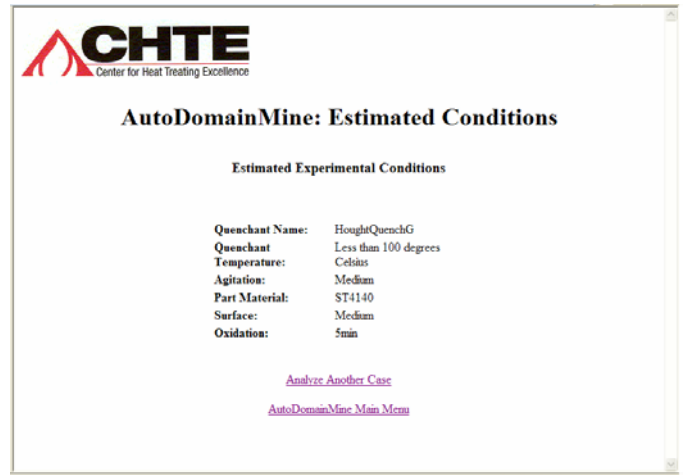 CHTE
Center for Heat Treating Excellence
AutoDomainMine: Estimated Conditions
Estimated Experimental Conditions
Quenchant Name: HoughtQuenchG
Quenchant Less than 100 degrees
Temperature: Celsius
Agitation: Medium
Part Material: ST4140
Surface: Medium
Oxidation: 5min
Analyze Another Case
AutoDomainMine Main Menu